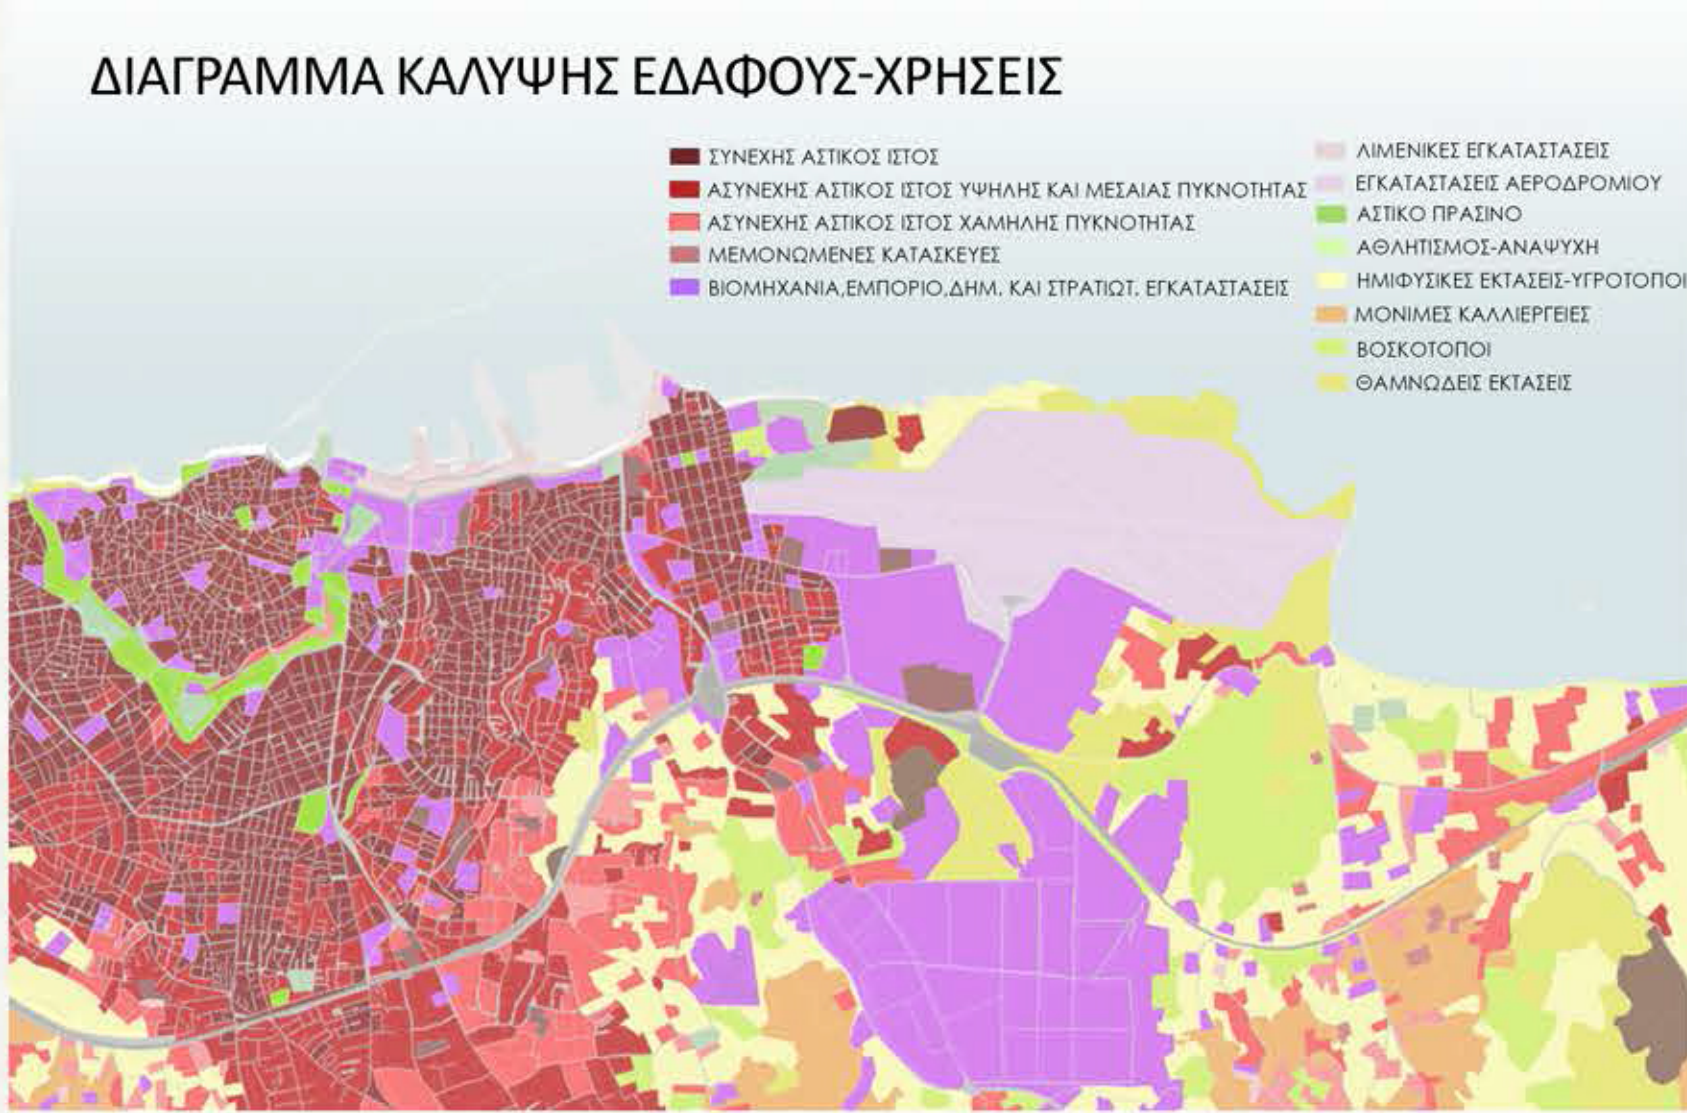 ΔΙΑΓΡΑΜΜΑ ΚΑΛΥΨΗΣ ΕΔΑΦΟΥΣ-ΧΡΗΣΕΙΣ
ΣΥΝΕΧΗΣ ΑΣΤΙΚΟΣ ΙΣΤΟΣ
ΑΣΥΝΕΧΗΣ ΑΣΤΙΚΟΣ ΙΣΤΟΣ ΥΨΗΛΗΣ ΚΑΙ ΜΕΣΑΙΑΣ ΠΥΚΝΟΤΗΤΑΣ
ΑΣΥΝΕΧΗΣ ΑΣΤΙΚΟΣ ΙΣΤΟΣ ΧΑΜΗΛΗΣ ΠΥΚΝΟΤΗΤΑΣ
ΜΕΜΟΝΩΜΕΝΕΣ ΚΑΤΑΣΚΕΥΕΣ
ΒΙΟΜΗΧΑΝΙΑ,ΕΜΠΟΡΙΟ,ΔΗΜ. ΚΑΙ ΣΤΡΑΤΙΩΤ. ΕΓΚΑΤΑΣΤΑΣΕΙΣ
ΛΙΜΕΝΙΚΕΣ ΕΓΚΑΤΑΣΤΑΣΕΙΣ
ΕΓΚΑΤΑΣΤΑΣΕΙΣ ΑΕΡΟΔΡΟΜΙΟΥ
ΑΣΤΙΚΟ ΠΡΑΣΙΝΟ
ΑΘΛΗΤΙΣΜΟΣ-ΑΝΑΨΥΧΗ
ΗΜΙΦΥΣΙΚΕΣ ΕΚΤΑΣΕΙΣ-ΥΓΡΟΤΟΠΟΙ
ΜΟΝΙΜΕΣ ΚΑΛΛΙΕΡΓΕΙΕΣ
ΒΟΣΚΟΤΟΠΟΙ
ΘΑΜΝΩΔΕΙΣ ΕΚΤΑΣΕΙΣ